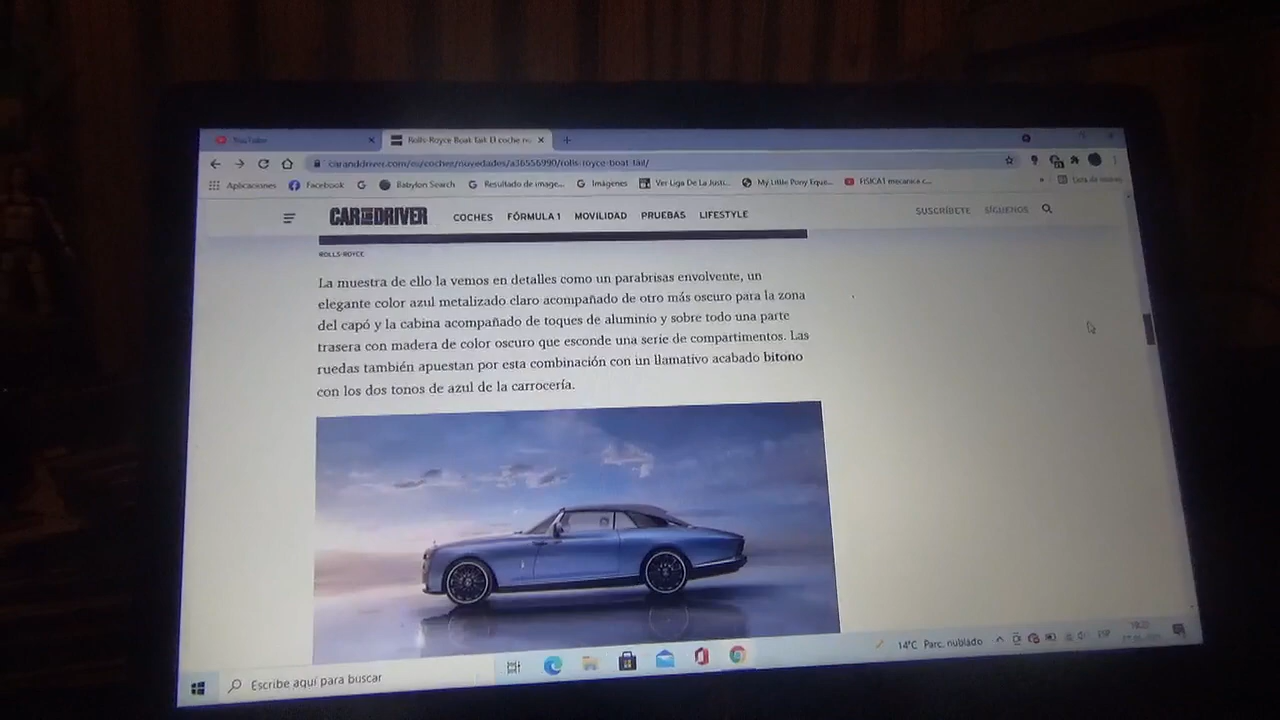 YouTube
Rolls-Royce Boat Tail: El coche n
caranddriver.com/es/coches/novedades/a36556990/rolls-royce-boat-tail/
Aplicaciones Facebook Babylon Search Resultado de image... Imágenes Ver Liga De La Justi... My Little Pony Eque... FISICA1 mecanica c... Lista de
CAR AND DRIVER COCHES FÓRMULA 1 MOVILIDAD PRUEBAS LIFESTYLE SUSCRÍBETE SÍGUENOS
ROLLS-ROYCE
La muestra de ello la vemos en detalles como un parabrisas envolvente, un
elegante color azul metalizado claro acompañado de otro más oscuro para la zona
del capó y la cabina acompañado de toques de aluminio y sobre todo una parte
trasera con madera de color oscuro que esconde una serie de compartimentos. Las
ruedas también apuestan por esta combinación con un llamativo acabado bitono
con los dos tonos de azul de la carrocería.
Escribe aquí para buscar
14°C Parc. nublado ESP